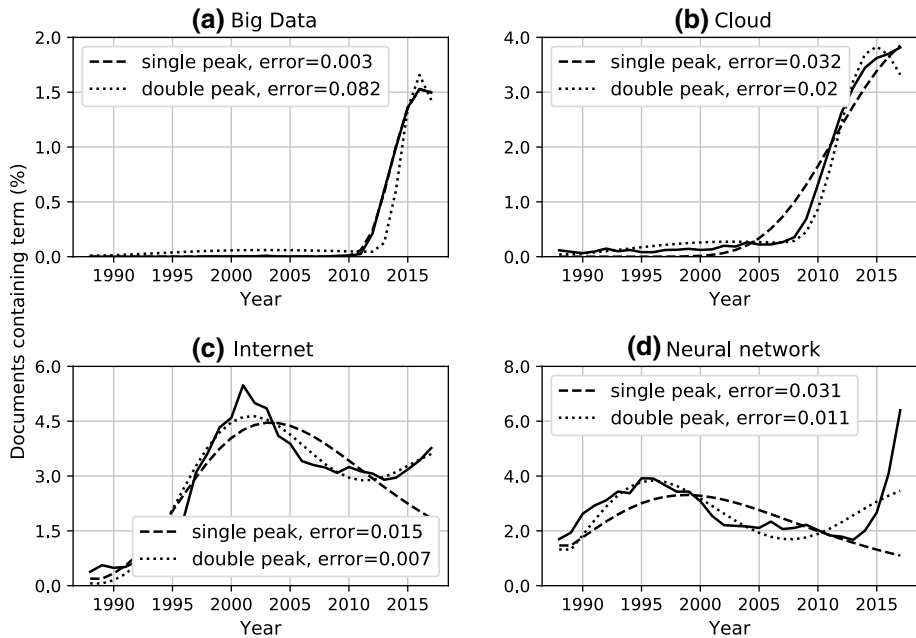 (a) Big Data
2.0
1.5
1.0
0.5
0.0
single peak, error=0.003
double peak, error=0.082
1990 1995 2000 2005 2010 2015
Year
(b) Cloud
4.0
3.0
2.0
1.0
0.0
single peak, error=0.032
double peak, error=0.02
1990 1995 2000 2005 2010 2015
Year
Documents containing term (%)
(c) Internet
6.0
4.5
3.0
1.5
0.0
single peak, error=0.015
double peak, error=0.007
1990 1995 2000 2005 2010 2015
Year
(d) Neural network
8.0
6.0
4.0
2.0
0.0
single peak, error=0.031
double peak, error=0.011
1990 1995 2000 2005 2010 2015
Year